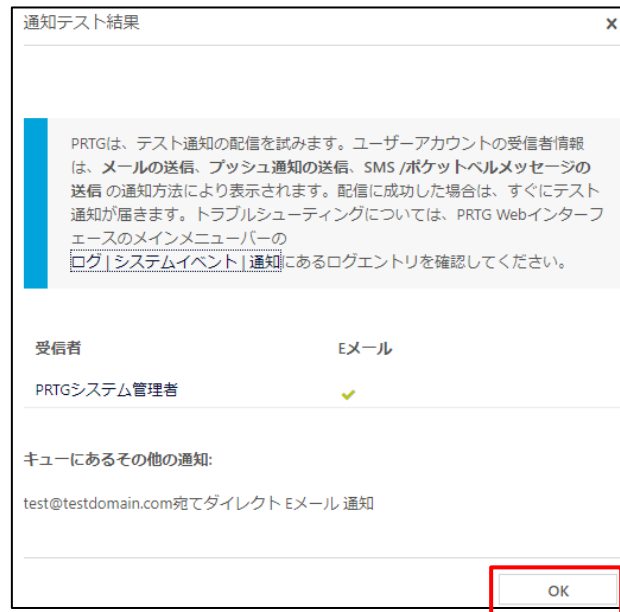 通知テスト結果
x
PRTGは、テスト通知の配信を試みます。ユーザーアカウントの受信者情報
は、メールの送信、プッシュ通知の送信、SMS /ポケットベルメッセージの
送信 の通知方法により表示されます。配信に成功した場合は、すぐにテスト
通知が届きます。トラブルシューティングについては、PRTG Webインターフ
ェースのメインメニューバーの
ログ | システムイベント | 通知にあるログエントリを確認してください。
受信者 Eメール
PRTGシステム管理者
キューにあるその他の通知:
test@testdomain.com宛てダイレクト Eメール 通知
OK